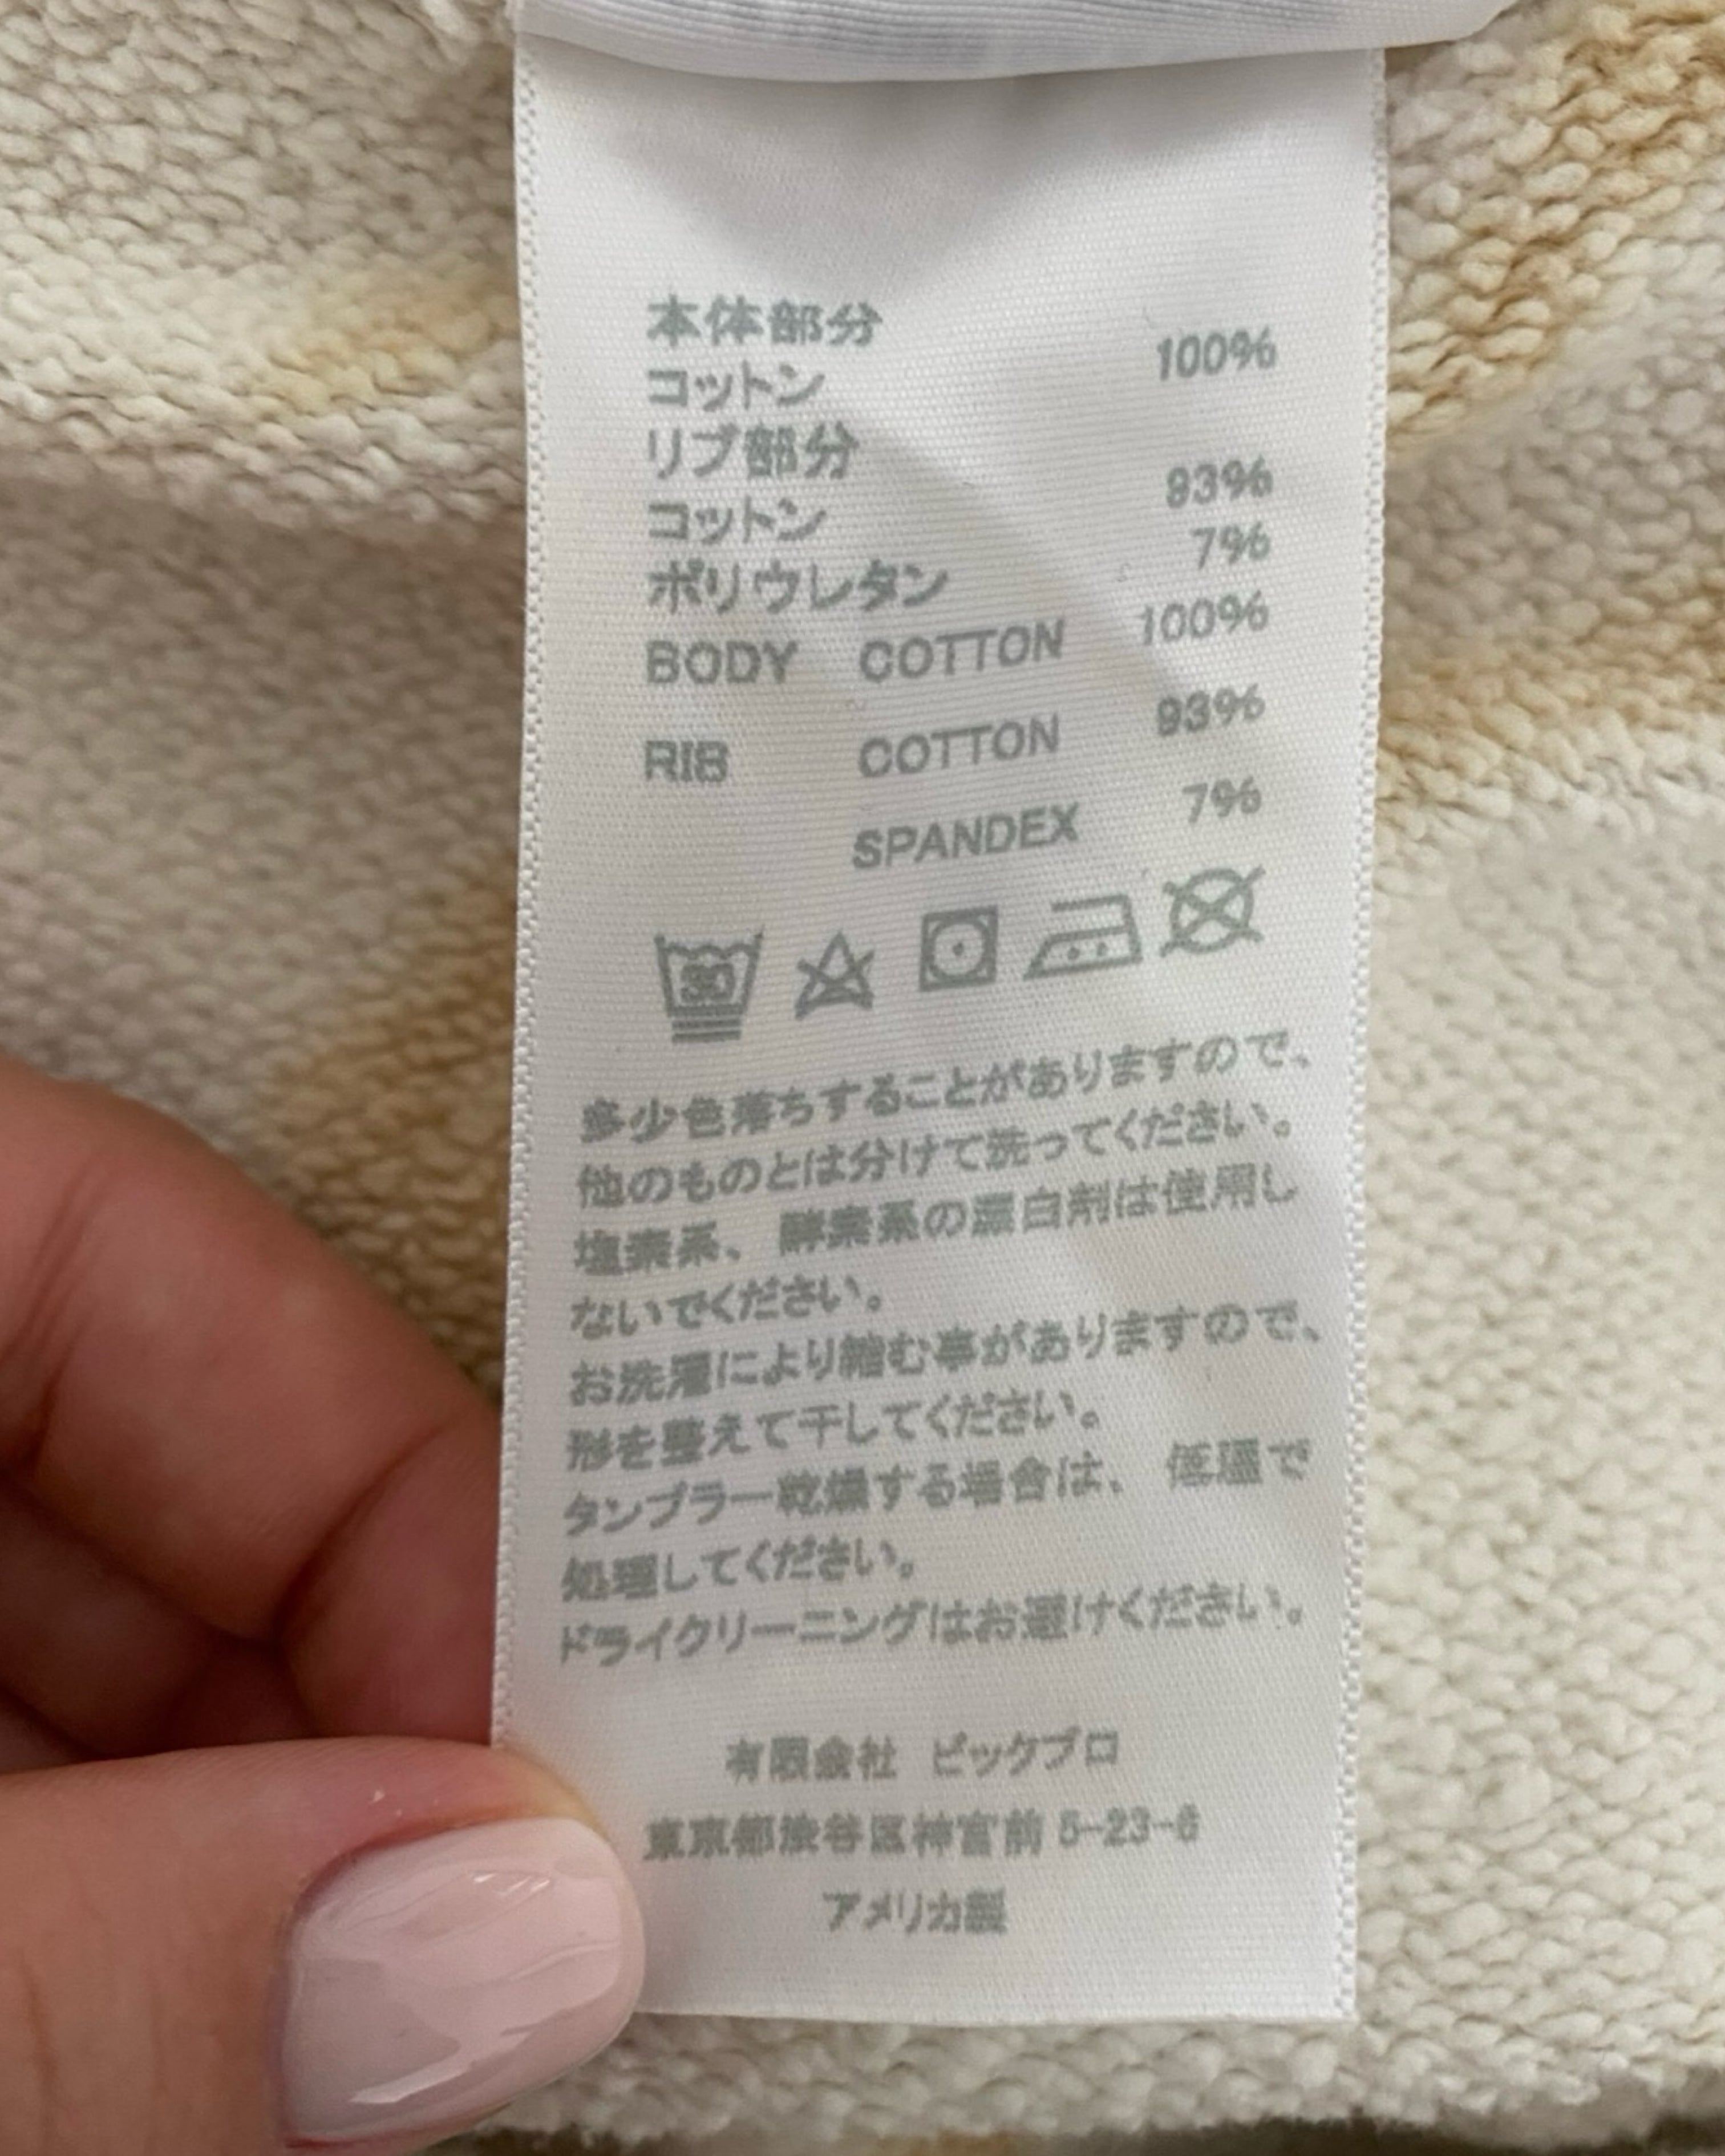 本体部分
コットン 100%
リブ部分
コットン 93%
ポリウレタン 7%
BODY COTTON 100%
RIB COTTON 93%
SPANDEX 7%
30
多少色落ちすることがありますので、
他のものとは分けて洗ってください。
塩素系、酵素系の漂白剤は使用し
ないでください。
お洗濯により縮む事がありますので、
形を整えて干してください。
タンブラー乾燥する場合は、低温で
処理してください。
ドライクリーニングはお避けください。
有限会社 ビックプロ
東京都渋谷区神宮前 5-23-6
アメリカ製